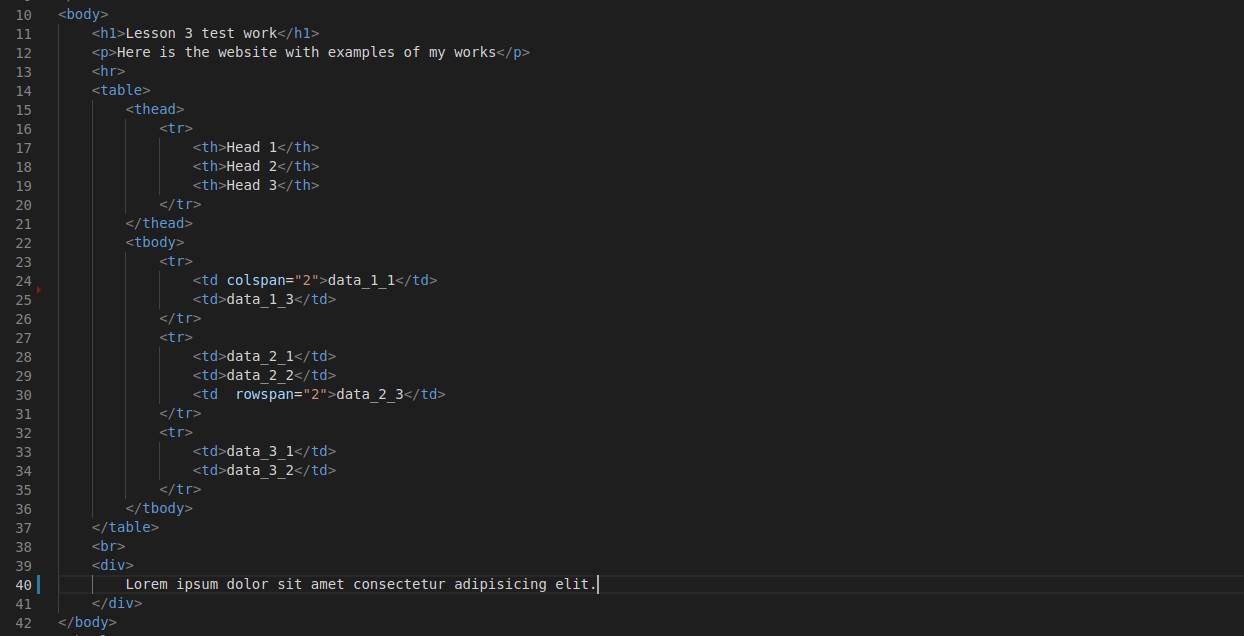 10 <body>
11 <h1>Lesson 3 test work</h1>
12 <p>Here is the website with examples of my works</p>
13 <hr>
14 <table>
15 <thead>
16 <tr>
17 <th>Head 1</th>
18 <th>Head 2</th>
19 <th>Head 3</th>
20 </tr>
21 </thead>
22 <tbody>
23 <tr>
24 <td colspan="2">data_1_1</td>
25 <td>data_1_3</td>
26 </tr>
27 <tr>
28 <td>data_2_1</td>
29 <td>data_2_2</td>
30 <td  rowspan="2">data_2_3</td>
31 </tr>
32 <tr>
33 <td>data_3_1</td>
34 <td>data_3_2</td>
35 </tr>
36 </tbody>
37 </table>
38 <br>
39 <div>
40 Lorem ipsum dolor sit amet consectetur adipisicing elit.
41 </div>
42 </body>